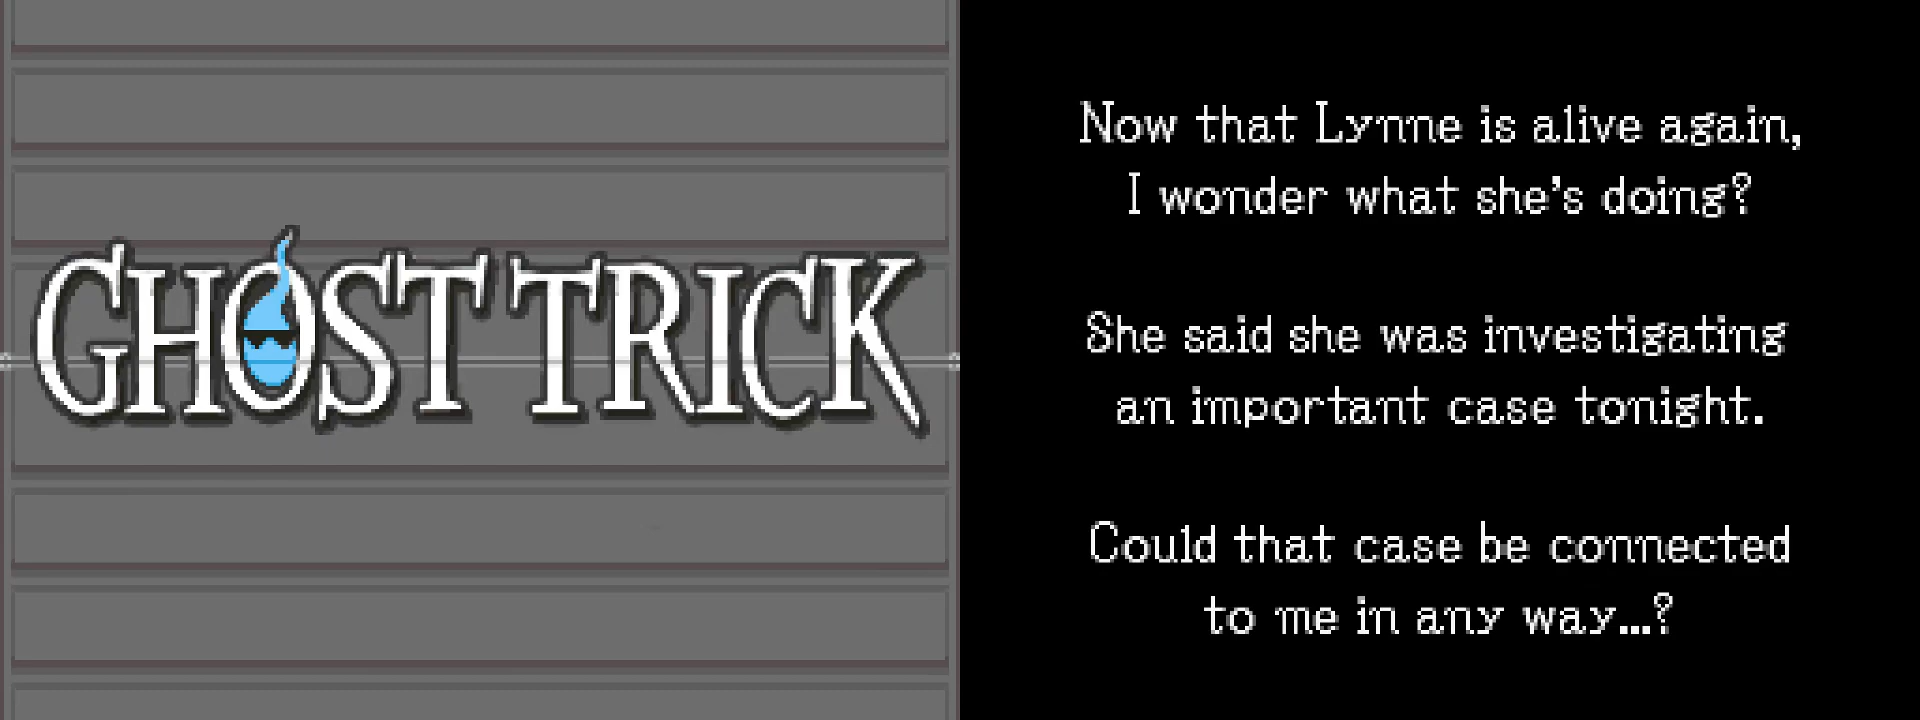 GHOST TRICK
Now that Lynne is alive again,
I wonder what she's doing?
She said she was investigating
an important case tonight.
Could that case be connected
to me in any way...?